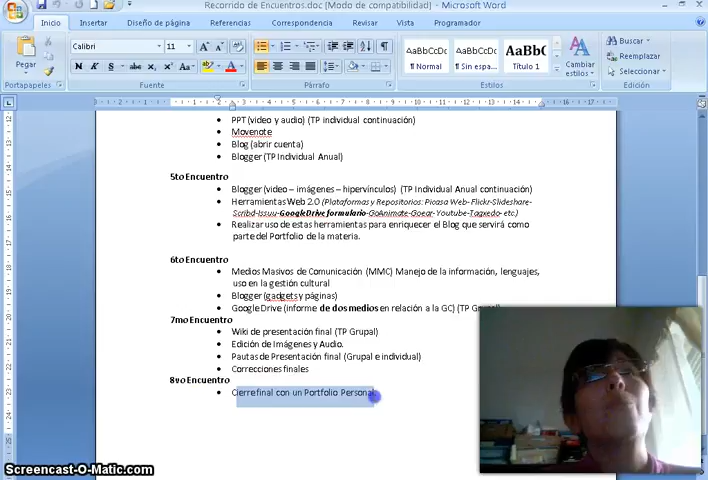 Recorrido de Encuentros.doc [Modo de compatibilidad] - Microsoft Word
Inicio Insertar Diseño de página Referencias Correspondencia Revisar Vista Programador
Pegar
Calibri 11
AaBbCcDc AaBbCcDc AaBbC
¶ Normal ¶ Sin espa... Título 1
Cambiar estilos
Buscar
Reemplazar
Seleccionar
Portapapeles Fuente Párrafo Estilos Edición
PPT (video y audio) (TP individual continuación)
Movenote
Blog (abrir cuenta)
Blogger (TP Individual Anual)
5to Encuentro
Blogger (video – imágenes – hipervínculos) (TP Individual Anual continuación
Herramientas Web 2.0 (Plataformas y Repositorios: Picasa Web- Flickr-Slideshare-
Scribd-Issuu-GoogleDrive formulario-GoAnimate-Goear- Youtube-Tagxedo- etc.)
Realizar uso de estas herramientas para enriquecer el Blog que servirá como
parte del Portfolio de la materia.
6to Encuentro
Medios Masivos de Comunicación (MMC) Manejo de la información, lenguajes,
uso en la gestión cultural
Blogger (gadgets y páginas)
Google Drive (informe de dos medios en relación a la GC) (TP Grupal)
7mo Encuentro
Wiki de presentación final (TP Grupal)
Edición de Imágenes y Audio.
Pautas de Presentación final (Grupal e individual)
Correcciones finales
8vo Encuentro
Cierre final con un Portfolio Personal.
Screencast-O-Matic.com